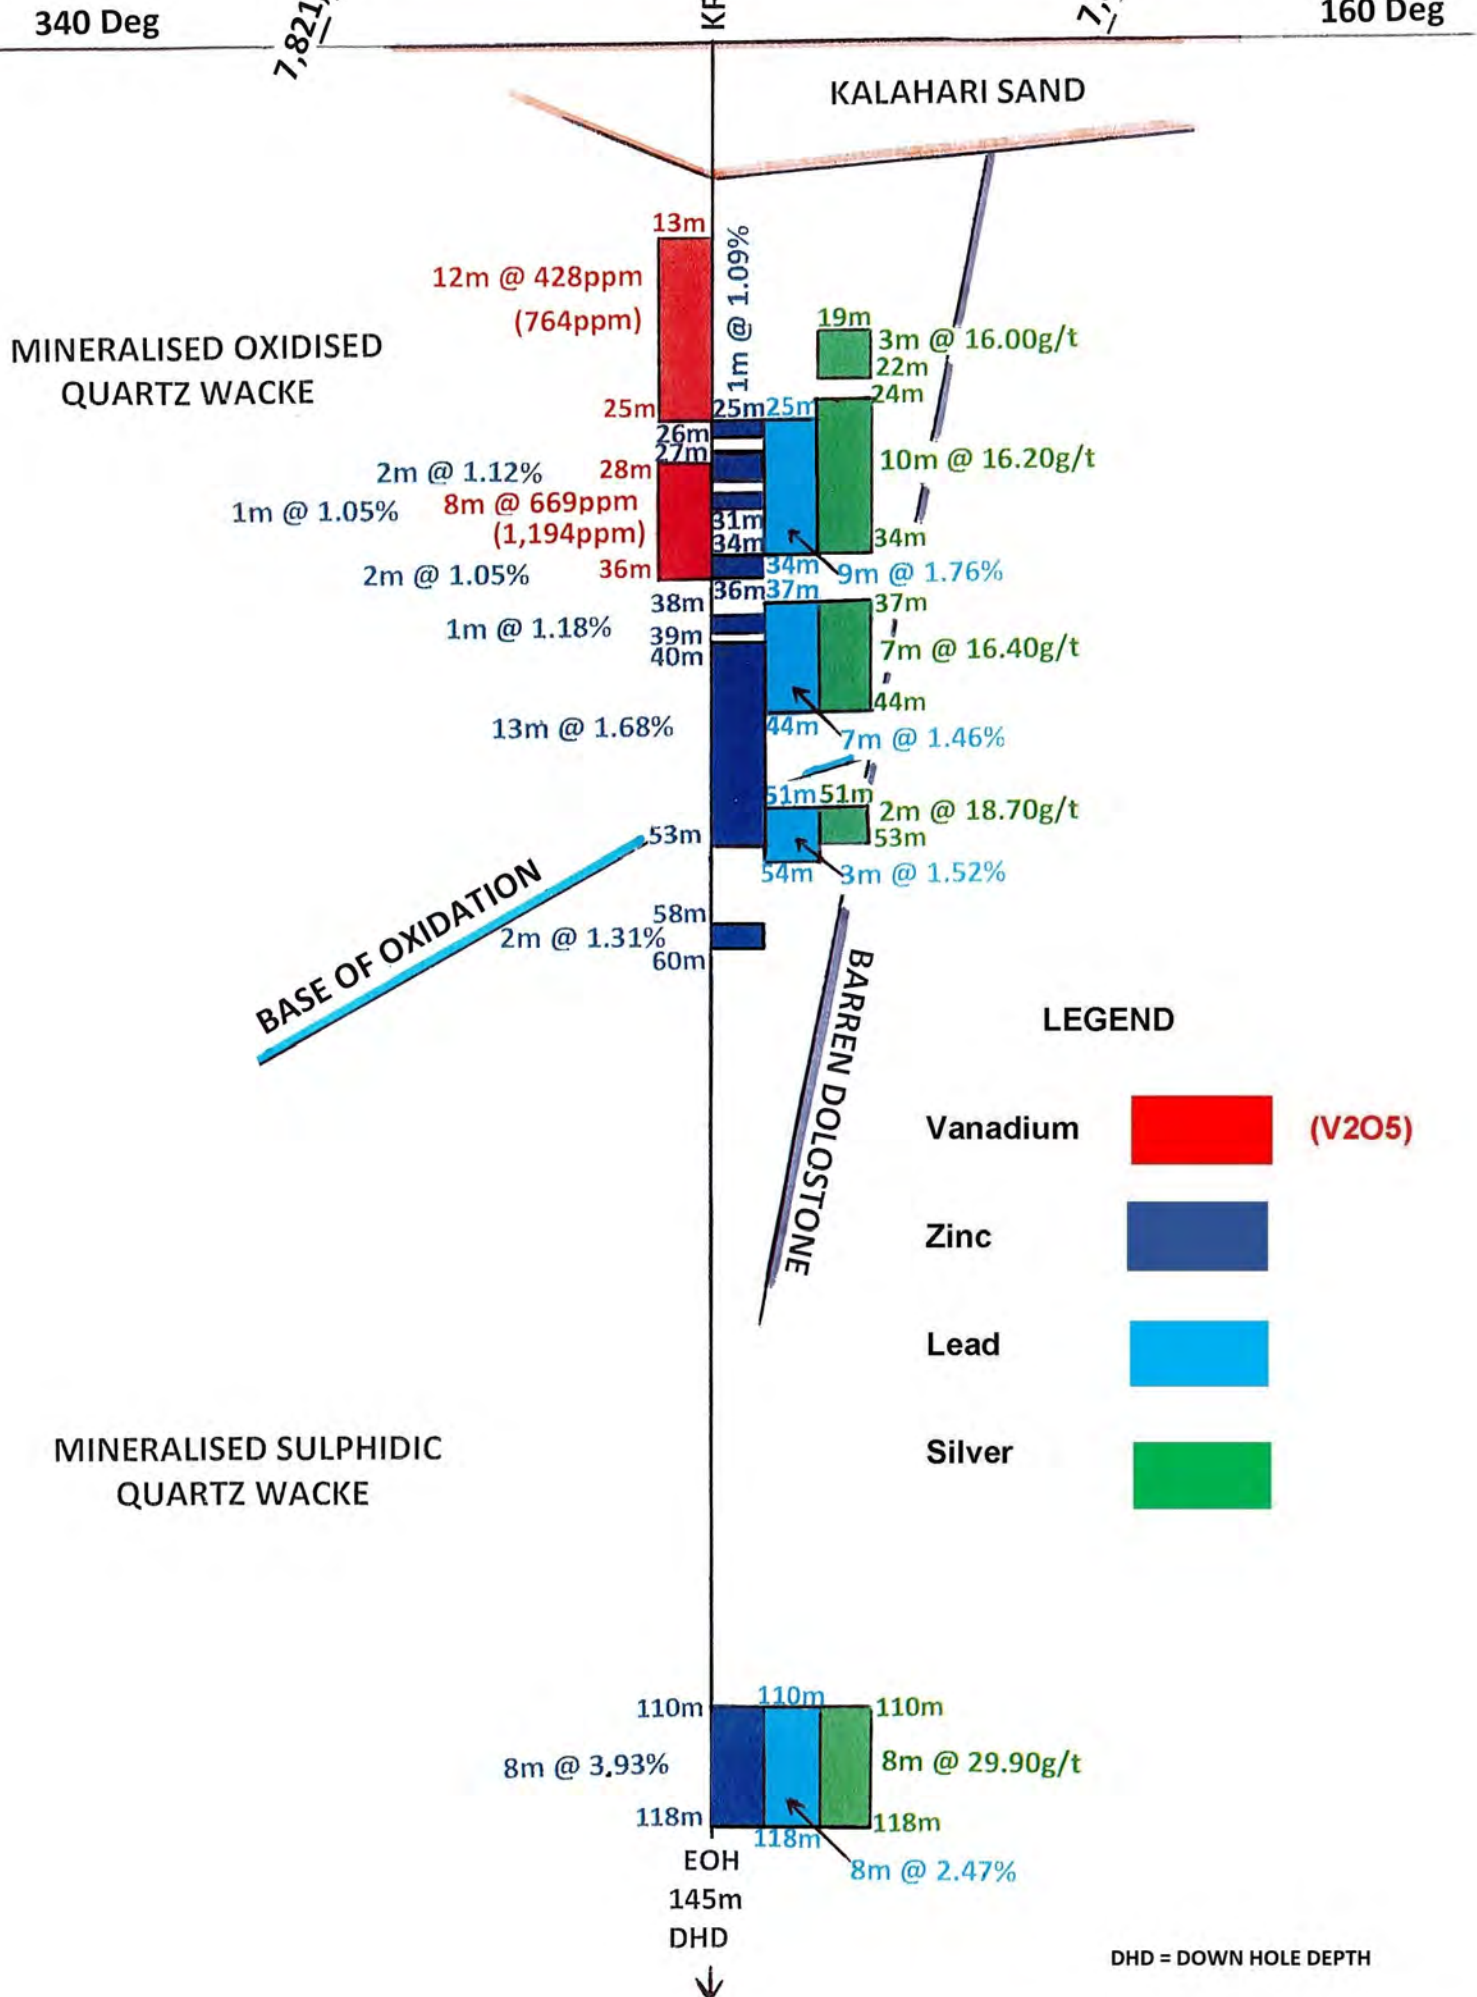 340 Deg
7,821,
KR
7,
160 Deg
KALAHARI SAND
13m
12m @ 428ppm
(764ppm)
1m @ 1.09%
MINERALISED OXIDISED
QUARTZ WACKE
19m
3m @ 16.00g/t
22m
24m
25m
25m
25m
26m
27m
2m @ 1.12%
28m
10m @ 16.20g/t
1m @ 1.05%
8m @ 669ppm
(1,194ppm)
31m
34m
34m
34m
2m @ 1.05%
36m
9m @ 1.76%
36m
37m
38m
37m
1m @ 1.18%
39m
40m
7m @ 16.40g/t
44m
13m @ 1.68%
44m
7m @ 1.46%
51m
51m
2m @ 18.70g/t
53m
53m
54m
3m @ 1.52%
BASE OF OXIDATION
58m
2m @ 1.31%
60m
BARREN DOLOSTONE
LEGEND
Vanadium
(V2O5)
Zinc
Lead
Silver
MINERALISED SULPHIDIC
QUARTZ WACKE
110m
110m
110m
8m @ 3.93%
8m @ 29.90g/t
118m
118m
118m
8m @ 2.47%
EOH
145m
DHD
DHD = DOWN HOLE DEPTH